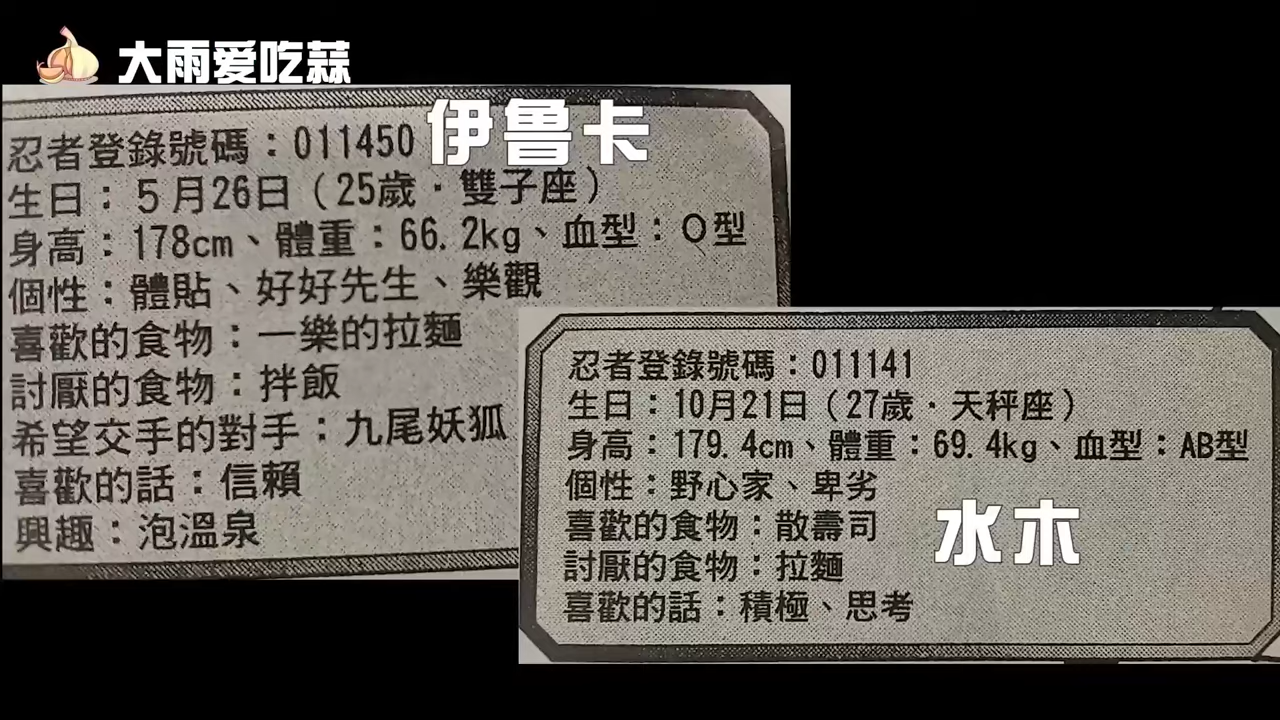 大雨爱吃蒜
伊鲁卡
忍者登錄號碼：011450
生日：５月26日（25歲・雙子座）
身高：178cm、體重：66.2kg、血型：Ｏ型
個性：體貼、好好先生、樂觀
喜歡的食物：一樂的拉麵
討厭的食物：拌飯
希望交手的對手：九尾妖狐
喜歡的話：信賴
興趣：泡溫泉
忍者登錄號碼：011141
生日：10月21日（27歲・天秤座）
身高：179.4cm、體重：69.4kg、血型：AB型
個性：野心家、卑劣
喜歡的食物：散壽司
討厭的食物：拉麵
喜歡的話：積極、思考
水木